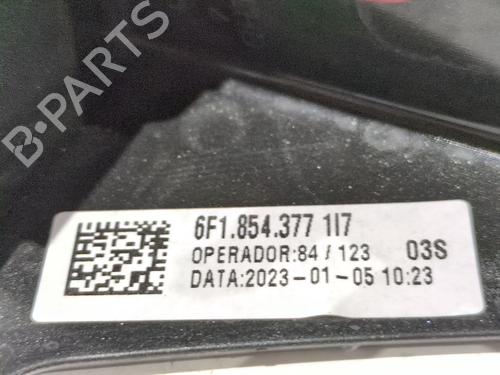 B-PARTS
6F1.854.377 1I7
OPERADOR:84 / 123 03S
DATA:2023-01-05 10:23